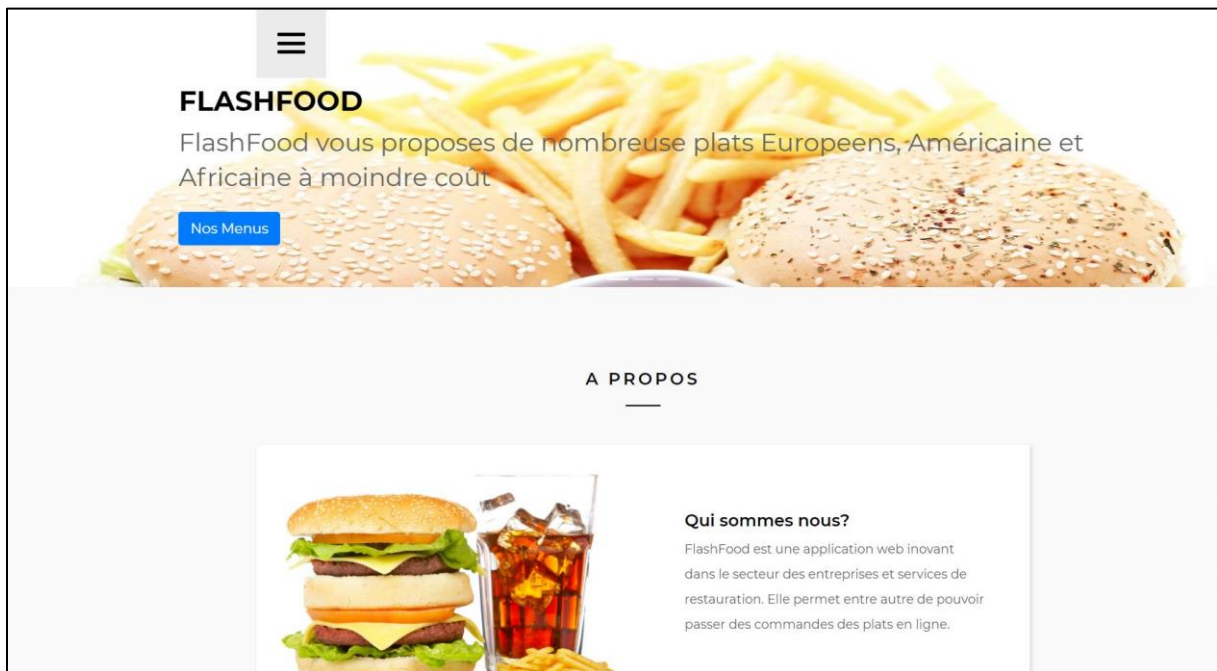 FLASHFOOD
FlashFood vous proposes de nombreuse plats Europeens, Américaine et
Africaine à moindre coût
Nos Menus
A PROPOS
Qui sommes nous?
FlashFood est une application web inovant
dans le secteur des entreprises et services de
restauration. Elle permet entre autre de pouvoir
passer des commandes des plats en ligne.